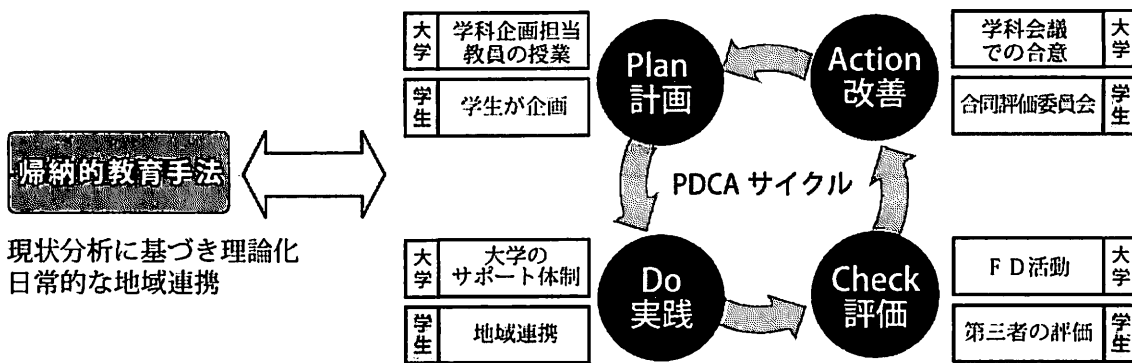 大学
学科企画担当
教員の授業
学生
学生が企画
Plan
計画
Action
改善
学科会議
での合意
大学
合同評価委員会
学生
帰納的教育手法
現状分析に基づき理論化
日常的な地域連携
PDCA サイクル
大学
大学の
サポート体制
学生
地域連携
Do
実践
Check
評価
ＦＤ活動
大学
第三者の評価
学生